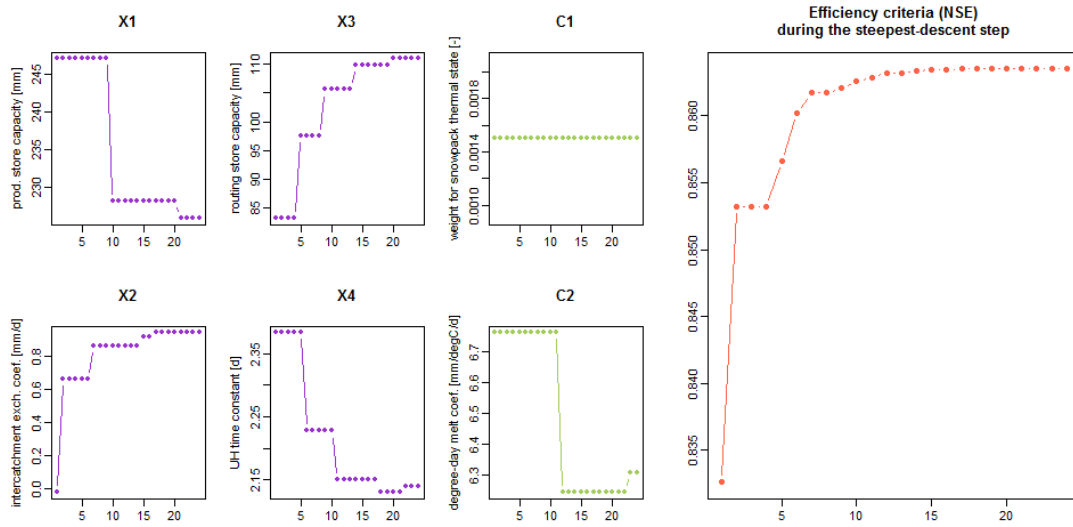 X1
prod. store capacity [mm]
245
240
235
230
5 10 15 20
X3
routing store capacity [mm]
110
100
95
90
85
5 10 15 20
C1
weight for snowpack thermal state [-]
0.0018
0.0014
0.0010
5 10 15 20
Efficiency criteria (NSE)
during the steepest-descent step
0.860
0.855
0.850
0.845
0.840
0.835
5 10 15 20
X2
intercatchment exch. coef. [mm/d]
0.8
0.6
0.4
0.2
0.0
5 10 15 20
X4
UH time constant [d]
2.35
2.25
2.15
5 10 15 20
C2
degree-day melt coef. [mm/degC/d]
6.7
6.6
6.5
6.4
6.3
5 10 15 20